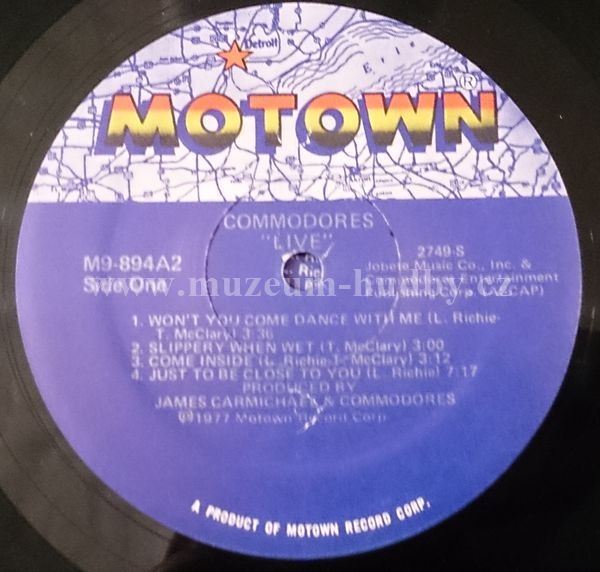 Detroit
Erie
MOTOWN®
COMMODORES
"LIVE"
M9-894A2
Side One
2749-S
Jobete Music Co., Inc. &
Entertainment
(ASCAP)
www.muzeum-hudby.cz
1. WON'T YOU COME DANCE WITH ME (L. Richie-
T. McClary) 3:36
2. SLIPPERY WHEN WET (T. McClary) 3:00
3. COME INSIDE (L. Richie-T. McClary) 3:12
4. JUST TO BE CLOSE TO YOU (L. Richie) 7:17
PRODUCED BY
JAMES CARMICHAEL & COMMODORES
℗©1977 Motown Record Corp.
A PRODUCT OF MOTOWN RECORD CORP.